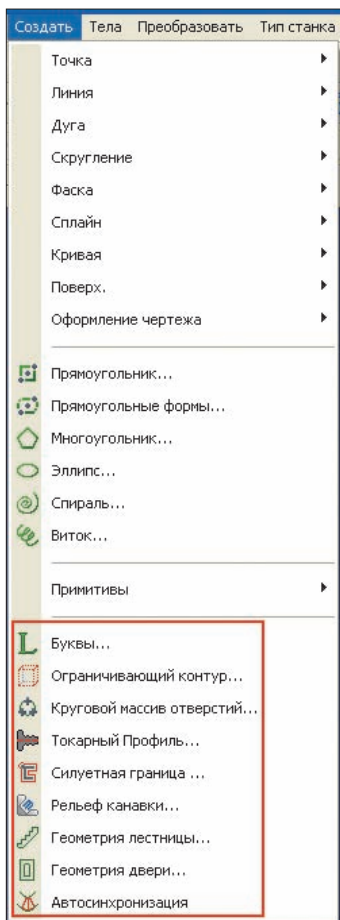 Создать Тела Преобразовать Тип станка
Точка
Линия
Дуга
Скругление
Фаска
Сплайн
Кривая
Поверх.
Оформление чертежа
Прямоугольник...
Прямоугольные формы...
Многоугольник...
Эллипс...
Спираль...
Виток...
Примитивы
Буквы...
Ограничивающий контур...
Круговой массив отверстий...
Токарный Профиль...
Силуетная граница ...
Рельеф канавки...
Геометрия лестницы...
Геометрия двери...
Автосинхронизация